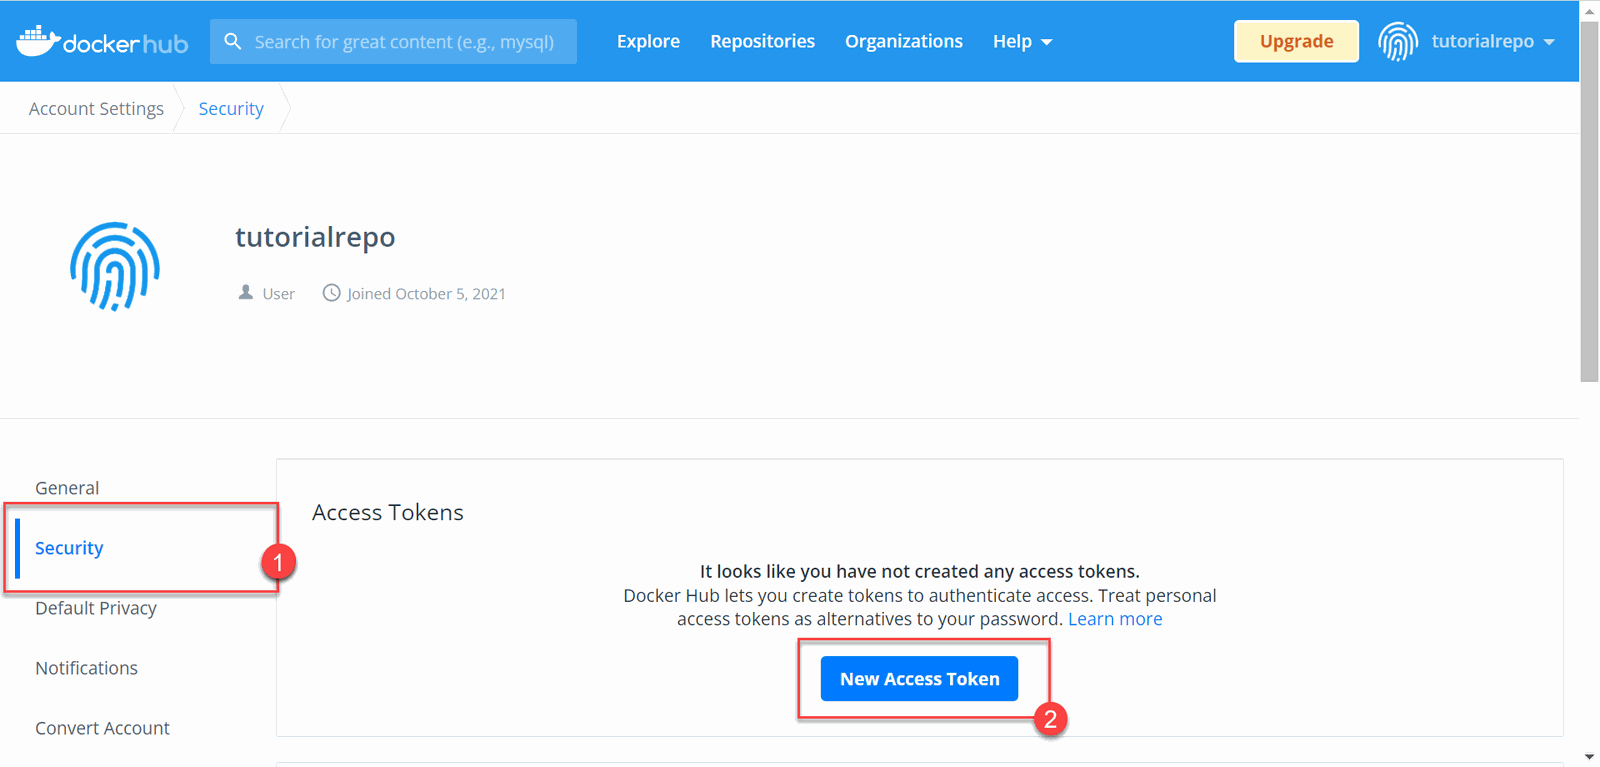 docker hub
Search for great content (e.g., mysql)
Explore
Repositories
Organizations
Help
Upgrade
tutorialrepo
Account Settings
Security
tutorialrepo
User
Joined October 5, 2021
General
Security
1
Default Privacy
Notifications
Convert Account
Access Tokens
It looks like you have not created any access tokens.
Docker Hub lets you create tokens to authenticate access. Treat personal
access tokens as alternatives to your password. Learn more
New Access Token
2